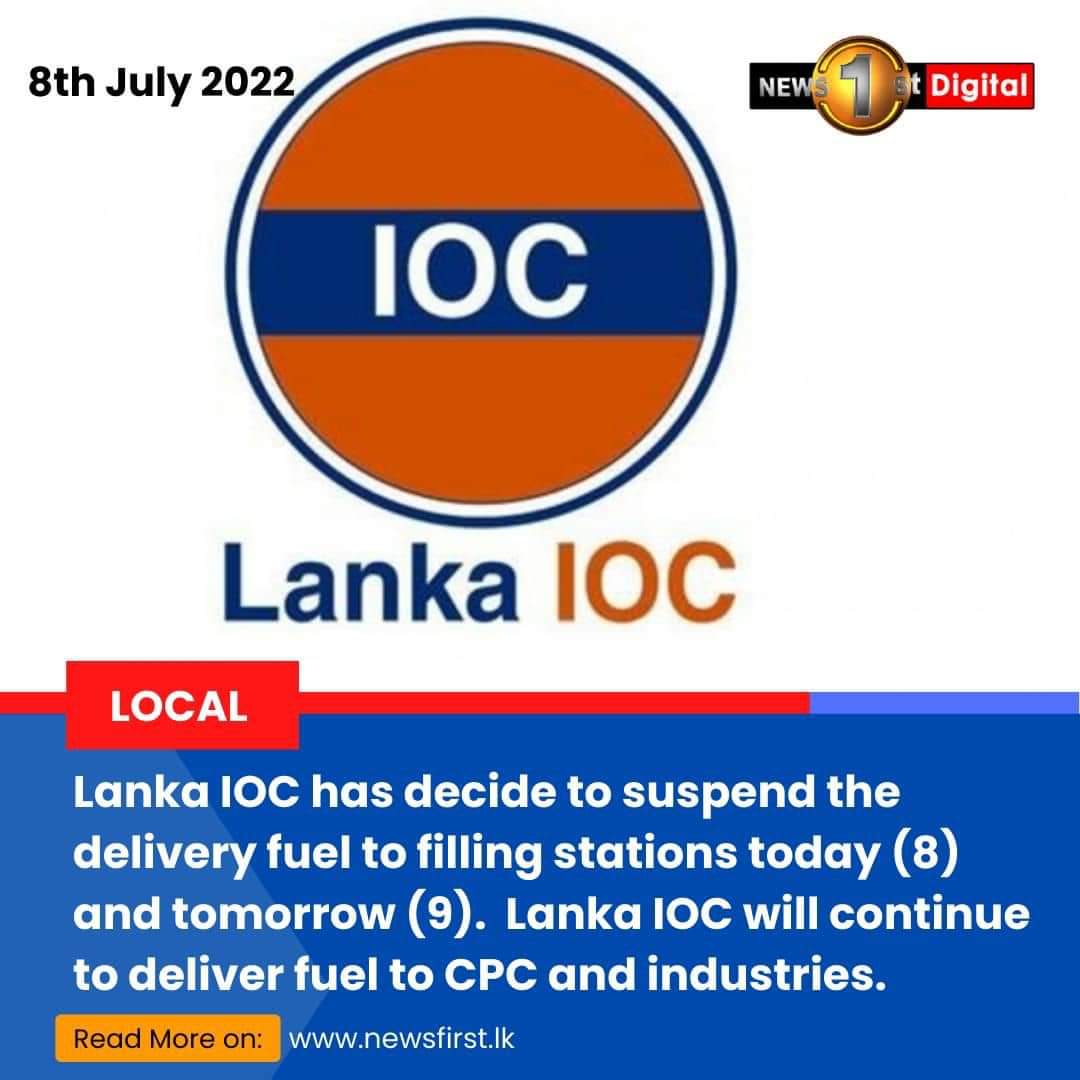 8th July 2022
NEWS 1st Digital
IOC
Lanka IOC
LOCAL
Lanka IOC has decide to suspend the
delivery fuel to filling stations today (8)
and tomorrow (9). Lanka IOC will continue
to deliver fuel to CPC and industries.
Read More on: www.newsfirst.lk